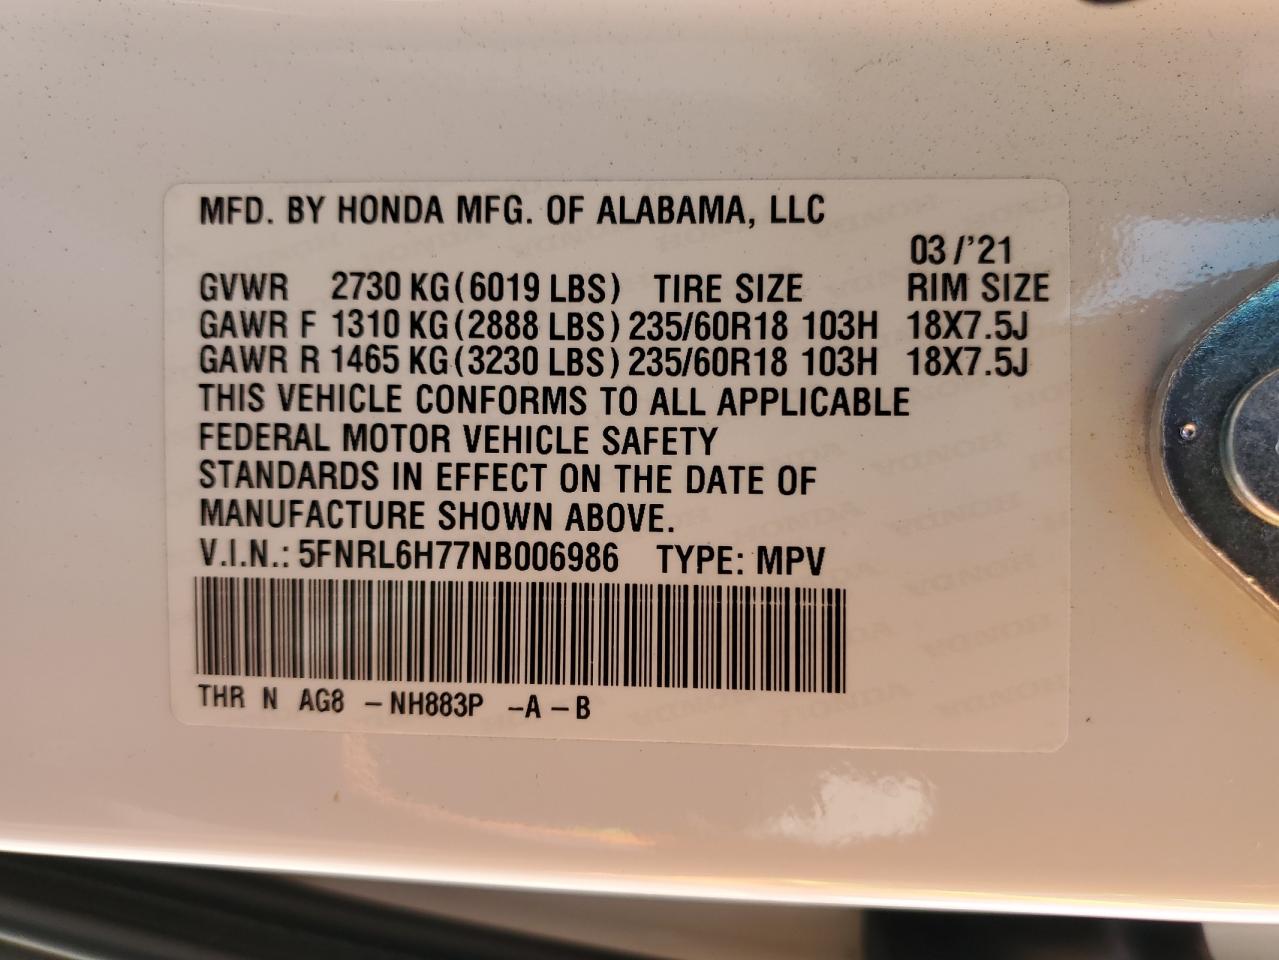 MFD. BY HONDA MFG. OF ALABAMA, LLC
03/'21
GVWR 2730 KG (6019 LBS) TIRE SIZE RIM SIZE
GAWR F 1310 KG (2888 LBS) 235/60R18 103H 18X7.5J
GAWR R 1465 KG (3230 LBS) 235/60R18 103H 18X7.5J
THIS VEHICLE CONFORMS TO ALL APPLICABLE
FEDERAL MOTOR VEHICLE SAFETY
STANDARDS IN EFFECT ON THE DATE OF
MANUFACTURE SHOWN ABOVE.
V.I.N.: 5FNRL6H77NB006986 TYPE: MPV
THR N AG8 -NH883P -A-B